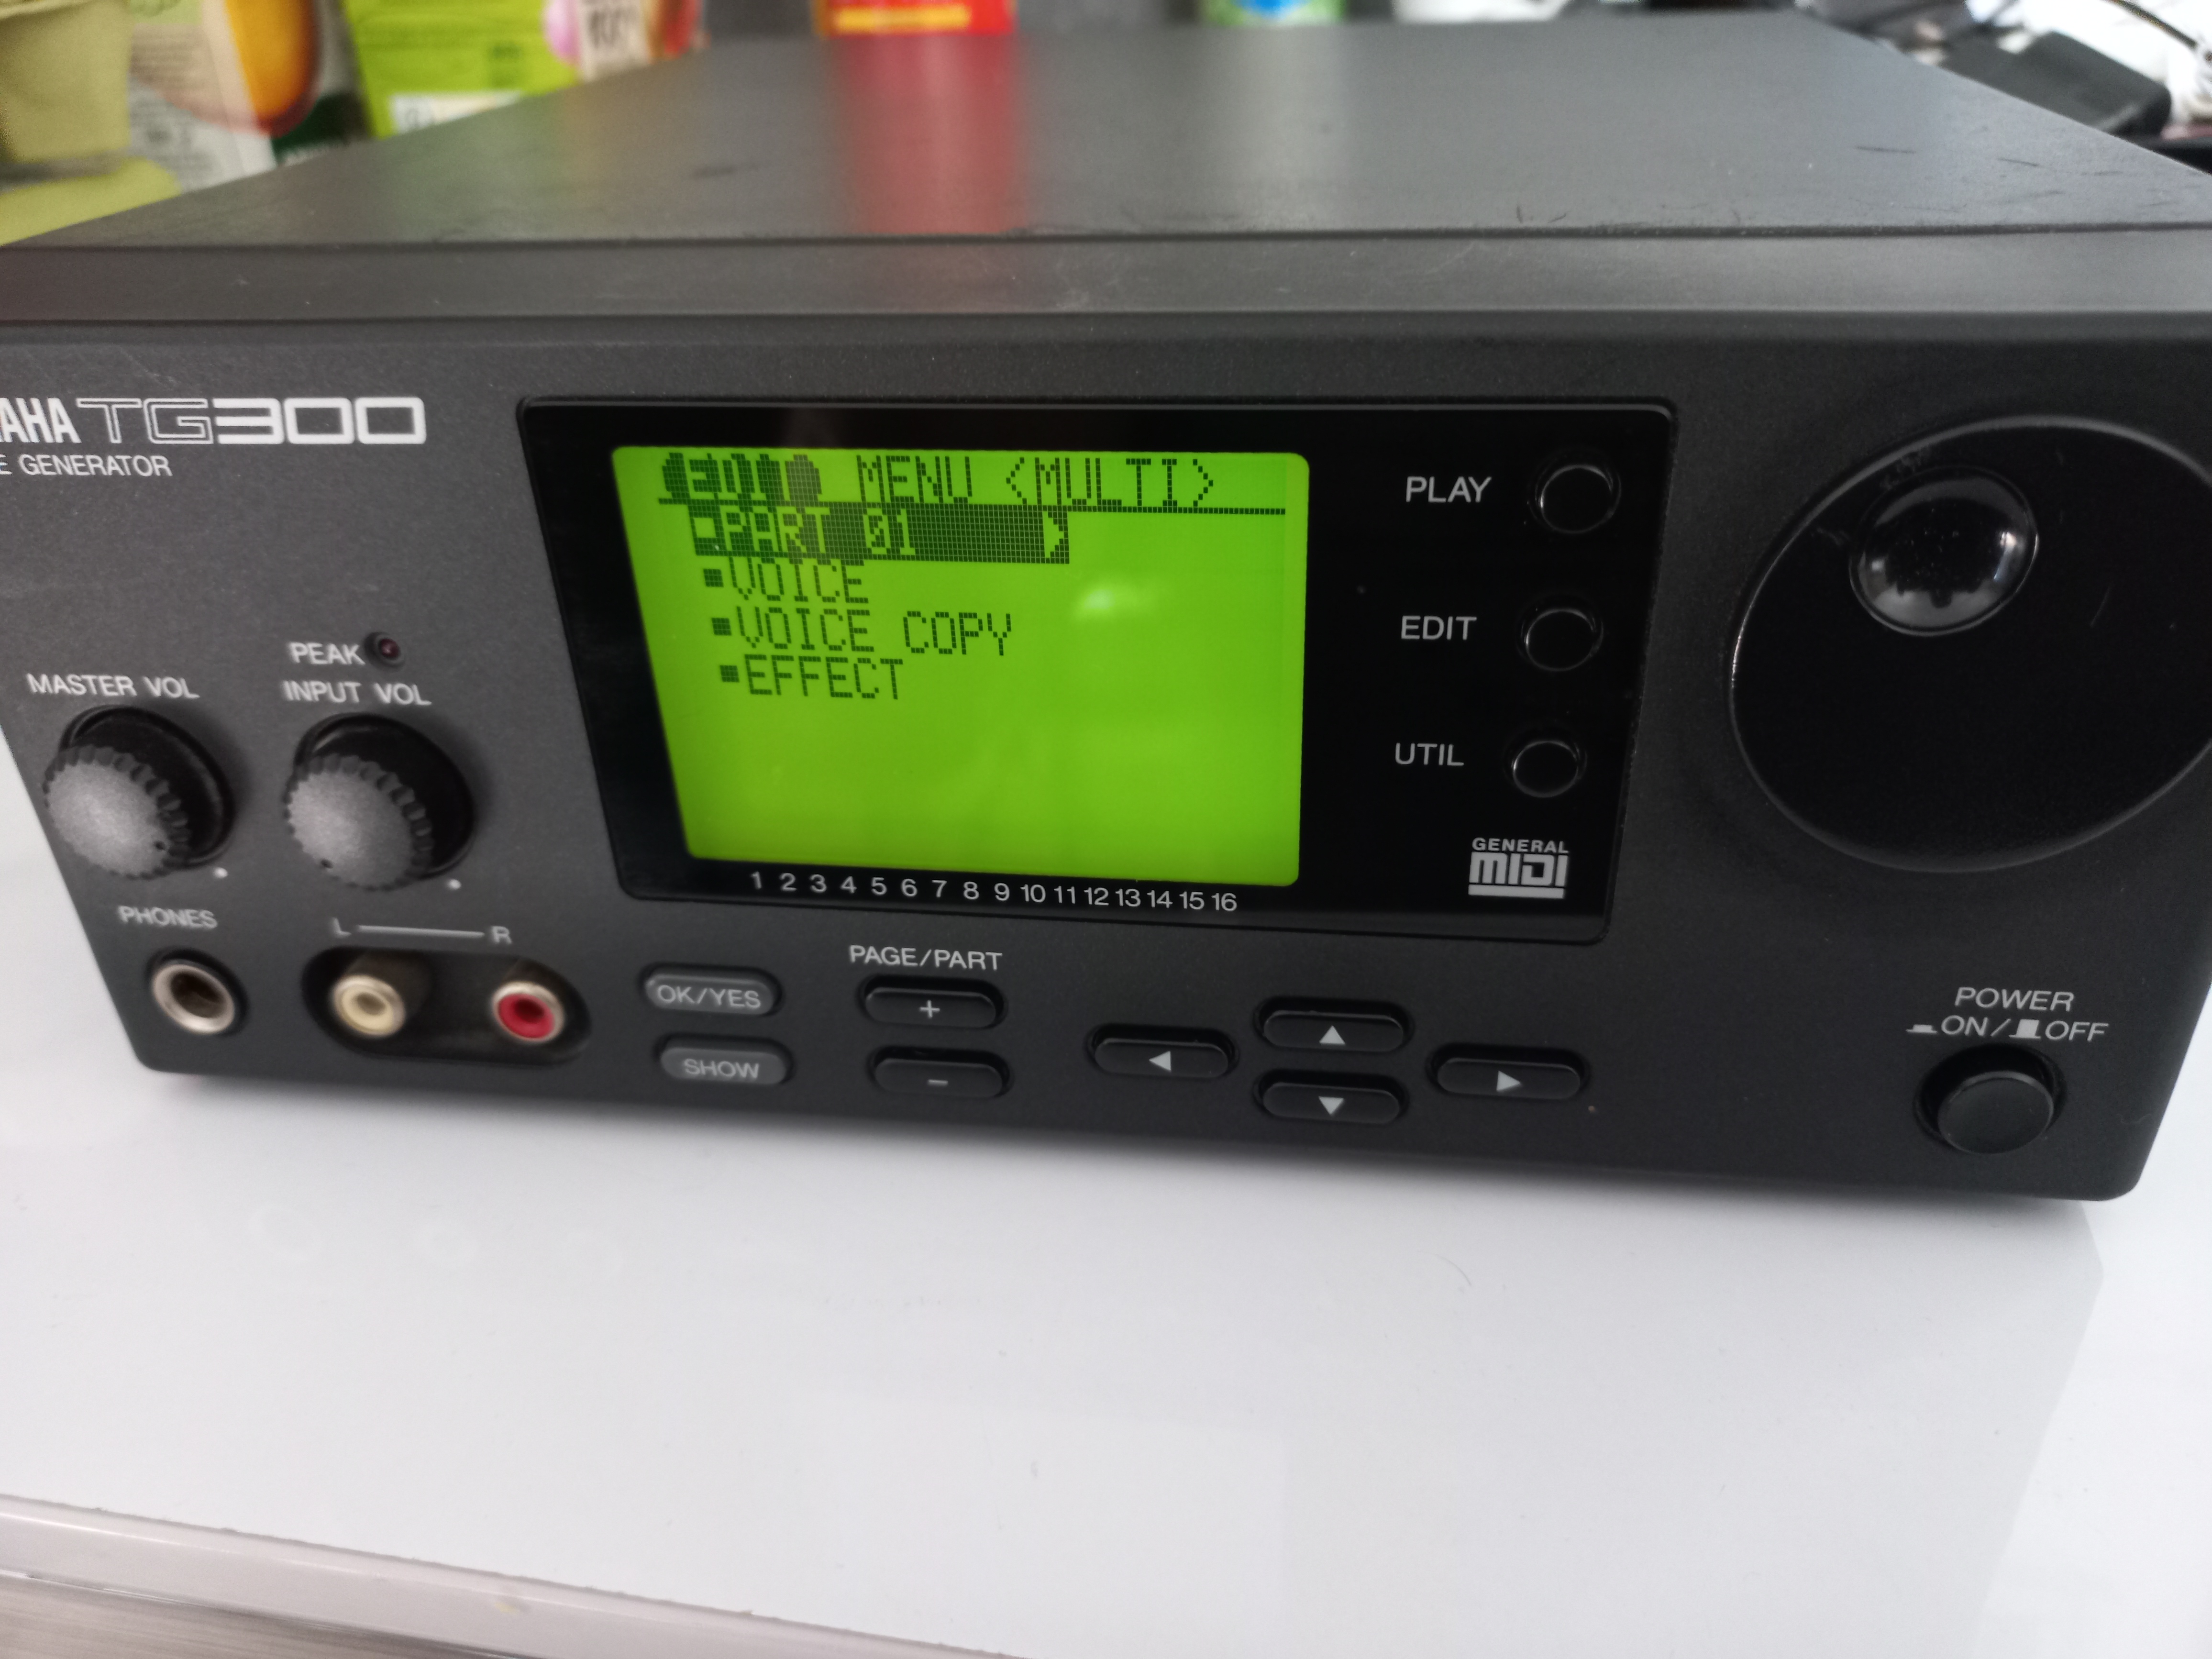 AHA TG300
E GENERATOR
EDIT MENU <MULTI>
PART 01
VOICE
VOICE COPY
EFFECT
PLAY
EDIT
UTIL
GENERAL
MIDI
1 2 3 4 5 6 7 8 9 10 11 12 13 14 15 16
PEAK
MASTER VOL
INPUT VOL
PHONES
L R
OK/YES
SHOW
PAGE/PART
+
-
POWER
ON/ OFF